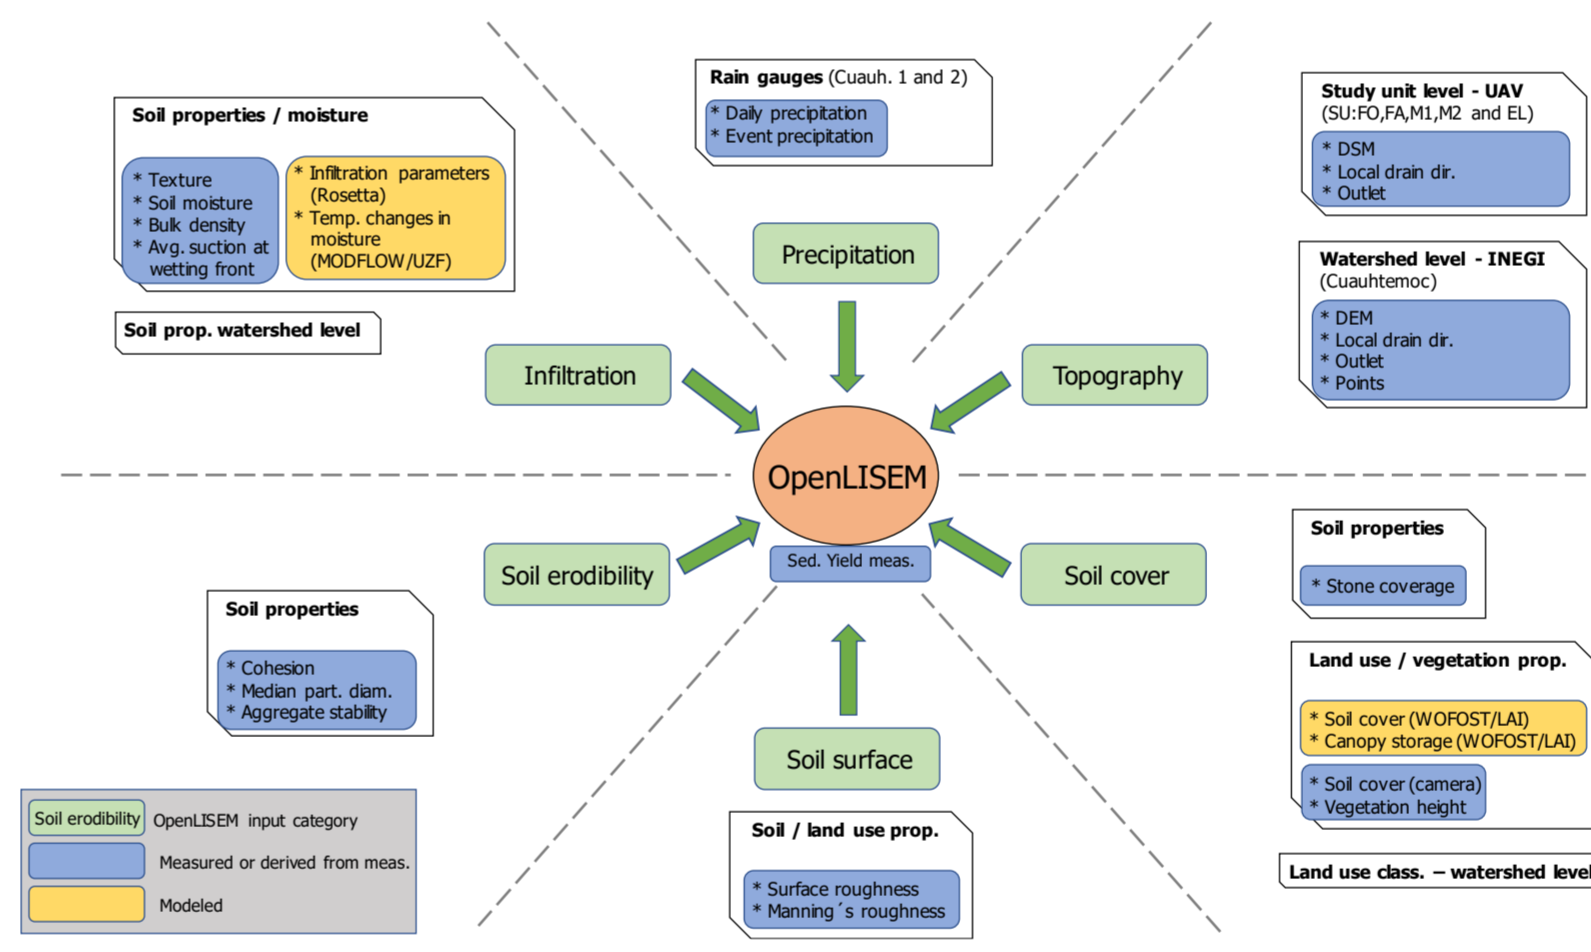 Rain gauges (Cuauh. 1 and 2)
* Daily precipitation
* Event precipitation
Study unit level - UAV
(SU:FO,FA,M1,M2 and EL)
* DSM
* Local drain dir.
* Outlet
Soil properties / moisture
* Texture
* Soil moisture
* Bulk density
* Avg. suction at
wetting front
* Infiltration parameters
(Rosetta)
* Temp. changes in
moisture
(MODFLOW/UZF)
Soil prop. watershed level
Precipitation
Watershed level - INEGI
(Cuauhtemoc)
* DEM
* Local drain dir.
* Outlet
* Points
Infiltration
Topography
OpenLISEM
Sed. Yield meas.
Soil erodibility
Soil cover
Soil properties
* Stone coverage
Soil properties
* Cohesion
* Median part. diam.
* Aggregate stability
Land use / vegetation prop.
* Soil cover (WOFOST/LAI)
* Canopy storage (WOFOST/LAI)
* Soil cover (camera)
* Vegetation height
Land use class. – watershed level
Soil surface
Soil / land use prop.
* Surface roughness
* Manning´s roughness
Soil erodibility OpenLISEM input category
Measured or derived from meas.
Modeled